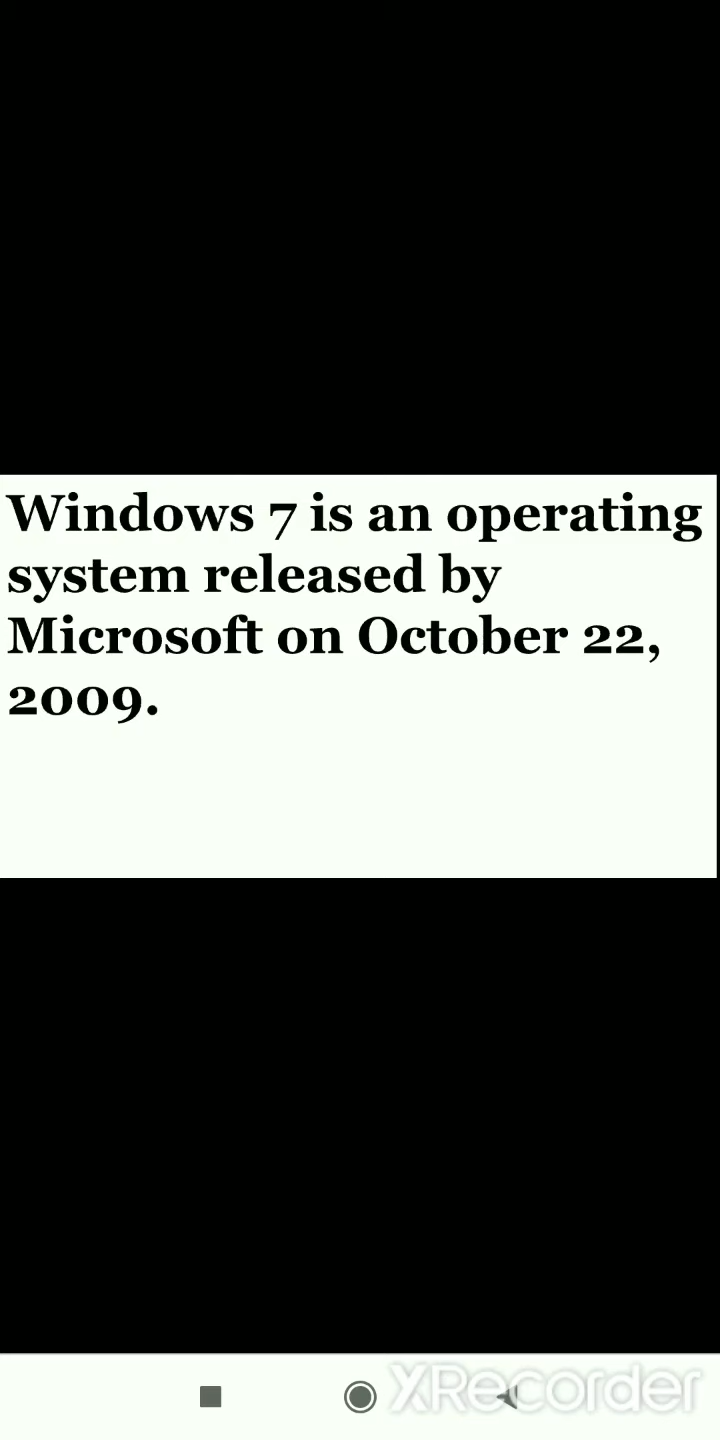 Windows 7 is an operating
system released by
Microsoft on October 22,
2009.
XRecorder